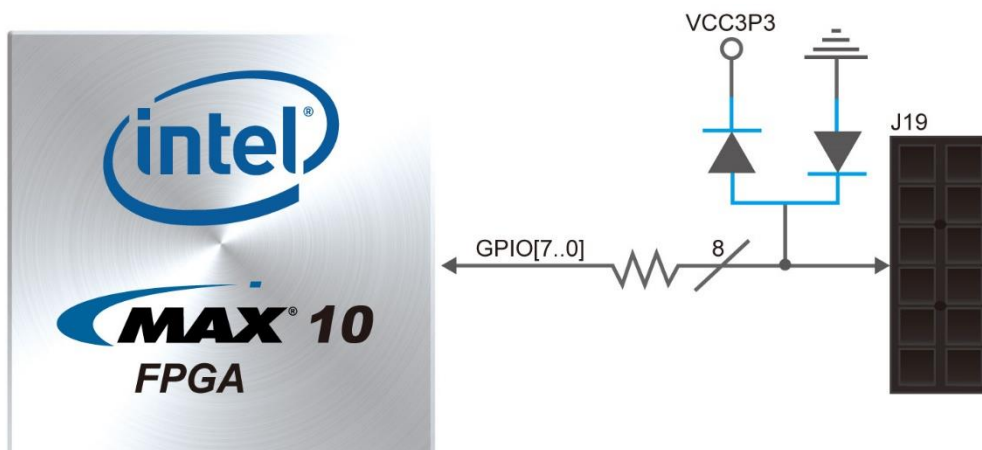 VCC3P3
J19
intel®
GPIO[7..0]
8
MAX® 10
FPGA